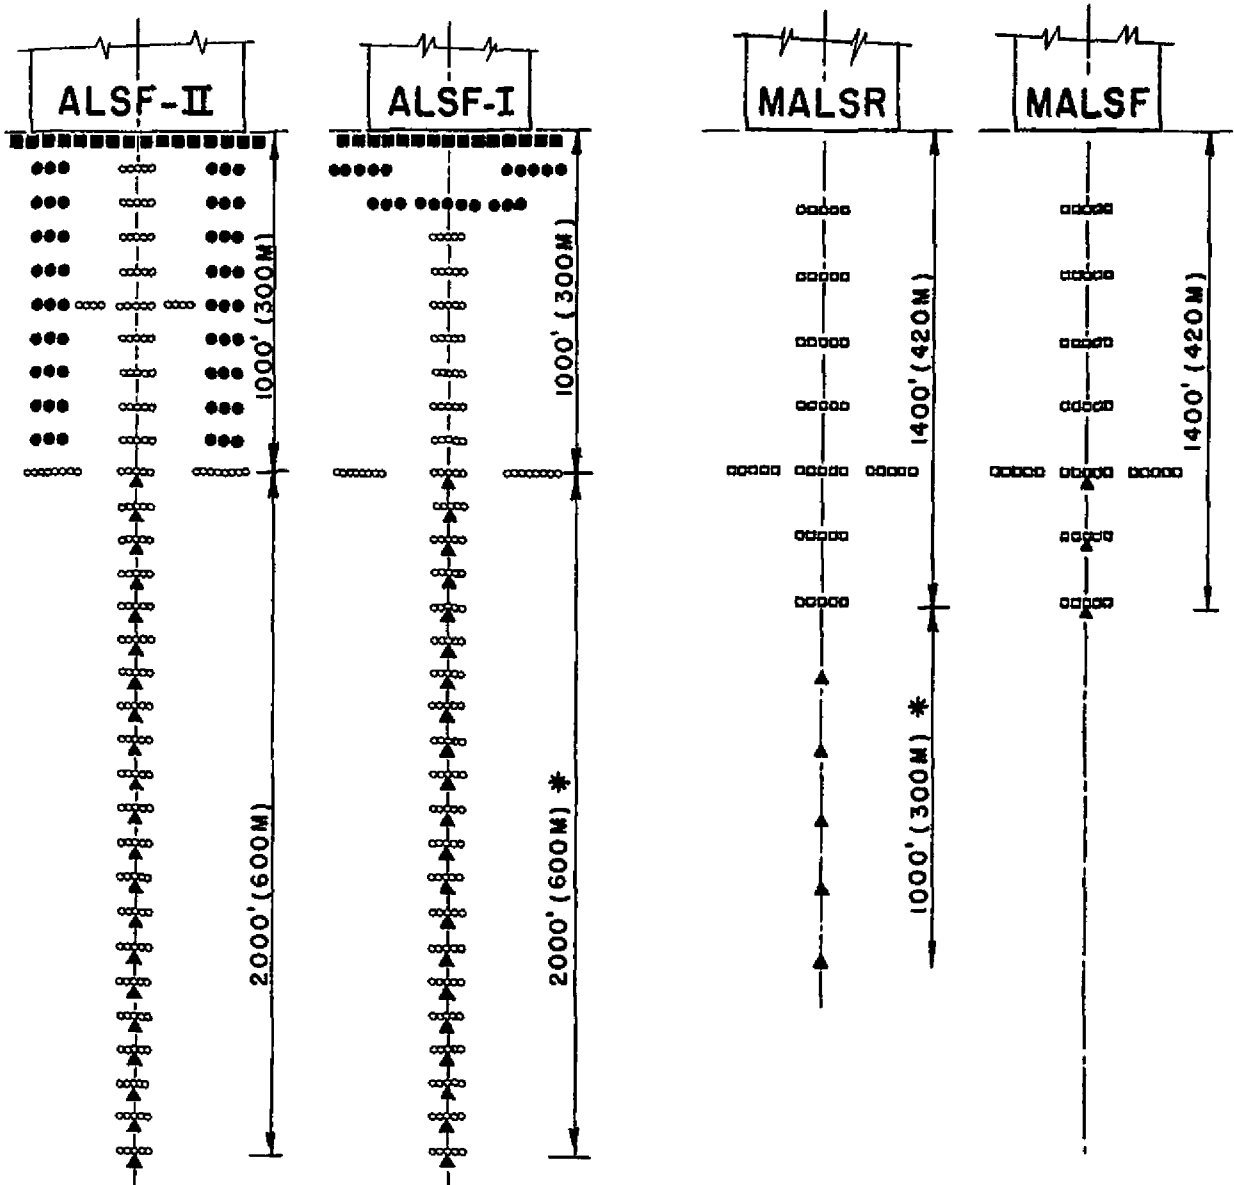 ALSF-II
ALSF-I
MALSR
MALSF
1000' (300M)
1000' (300M)
1400' (420M)
1400' (420M)
2000' (600M)
2000' (600M) *
1000' (300M) *